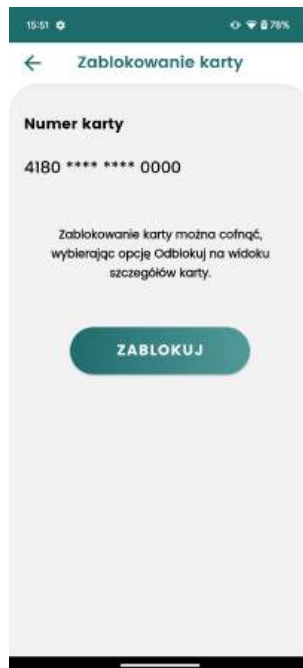 15:51 78%
Zablokowanie karty
Numer karty
4180 **** **** 0000
Zablokowanie karty można cofnąć,
wybierając opcję Odblokuj na widoku
szczegółów karty.
ZABLOKUJ